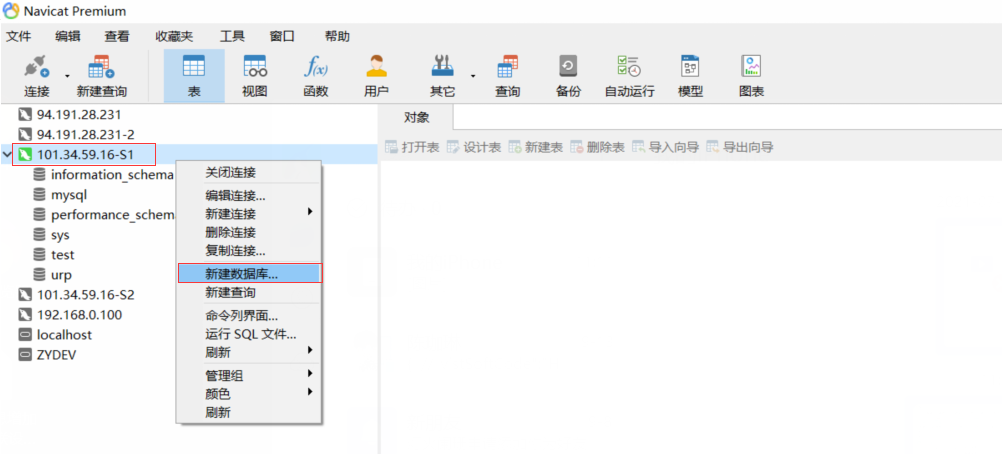 Navicat Premium
文件 编辑 查看 收藏夹 工具 窗口 帮助
连接 新建查询 表 视图 函数 用户 其它 查询 备份 自动运行 模型 图表
f(x)
94.191.28.231
94.191.28.231-2
101.34.59.16-S1
information_schema
mysql
performance_schem
sys
test
urp
101.34.59.16-S2
192.168.0.100
localhost
ZYDEV
关闭连接
编辑连接...
新建连接
删除连接
复制连接...
新建数据库...
新建查询
命令列界面...
运行 SQL 文件...
刷新
管理组
颜色
刷新
对象
打开表 设计表 新建表 删除表 导入向导 导出向导